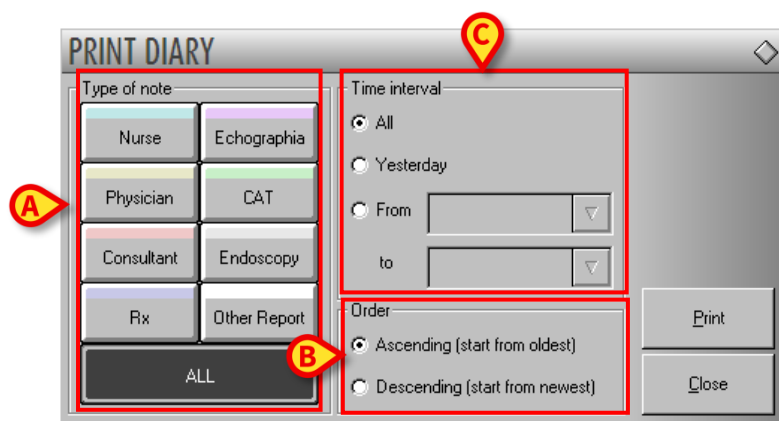 C
PRINT DIARY
Type of note
Nurse
Echographia
Physician
CAT
Consultant
Endoscopy
Rx
Other Report
ALL
A
Time interval
All
Yesterday
From
to
Order
Ascending (start from oldest)
Descending (start from newest)
B
Print
Close